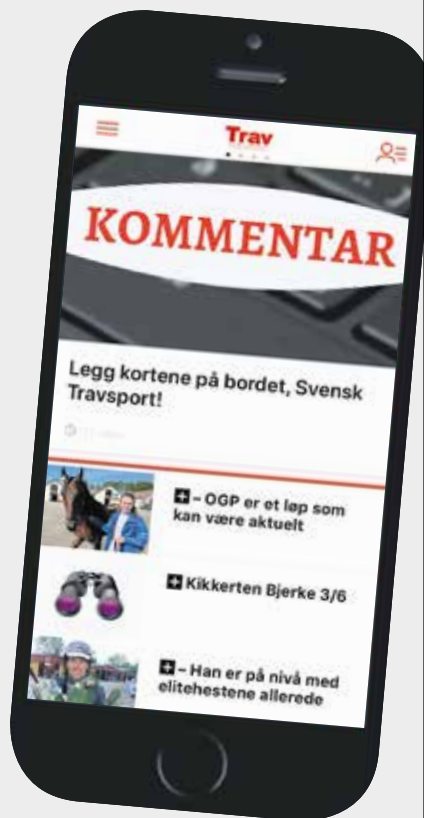 Trav
KOMMENTAR
Legg kortene på bordet, Svensk
Travsport!
+ – OGP er et løp som
kan være aktuelt
+ Kikkerten Bjerke 3/6
+ – Han er på nivå med
elitehestene allerede